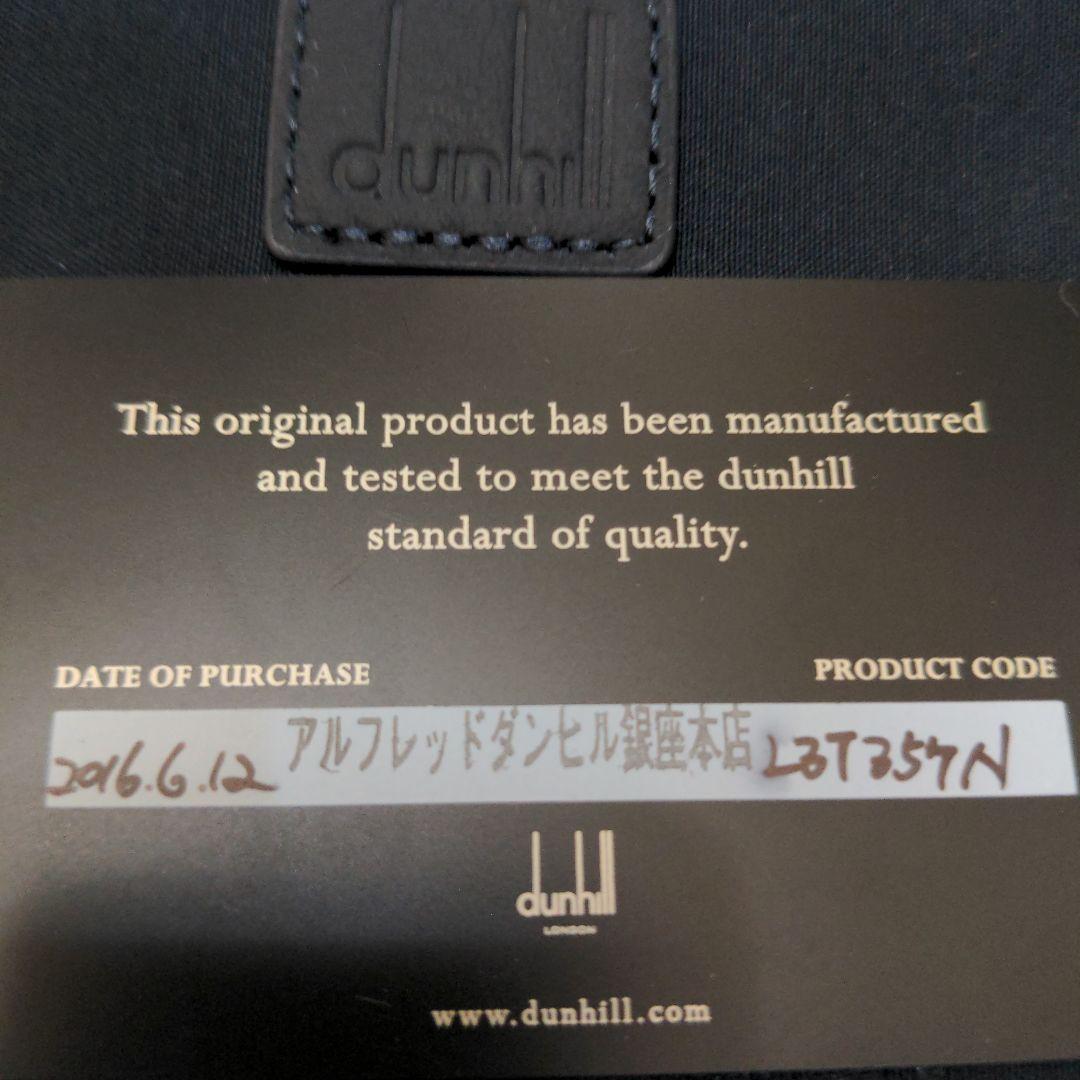 dunhill
This original product has been manufactured
and tested to meet the dunhill
standard of quality.
DATE OF PURCHASE PRODUCT CODE
2016.6.12 アルフレッドダンヒル銀座本店 L3T357N
dunhill
LONDON
www.dunhill.com